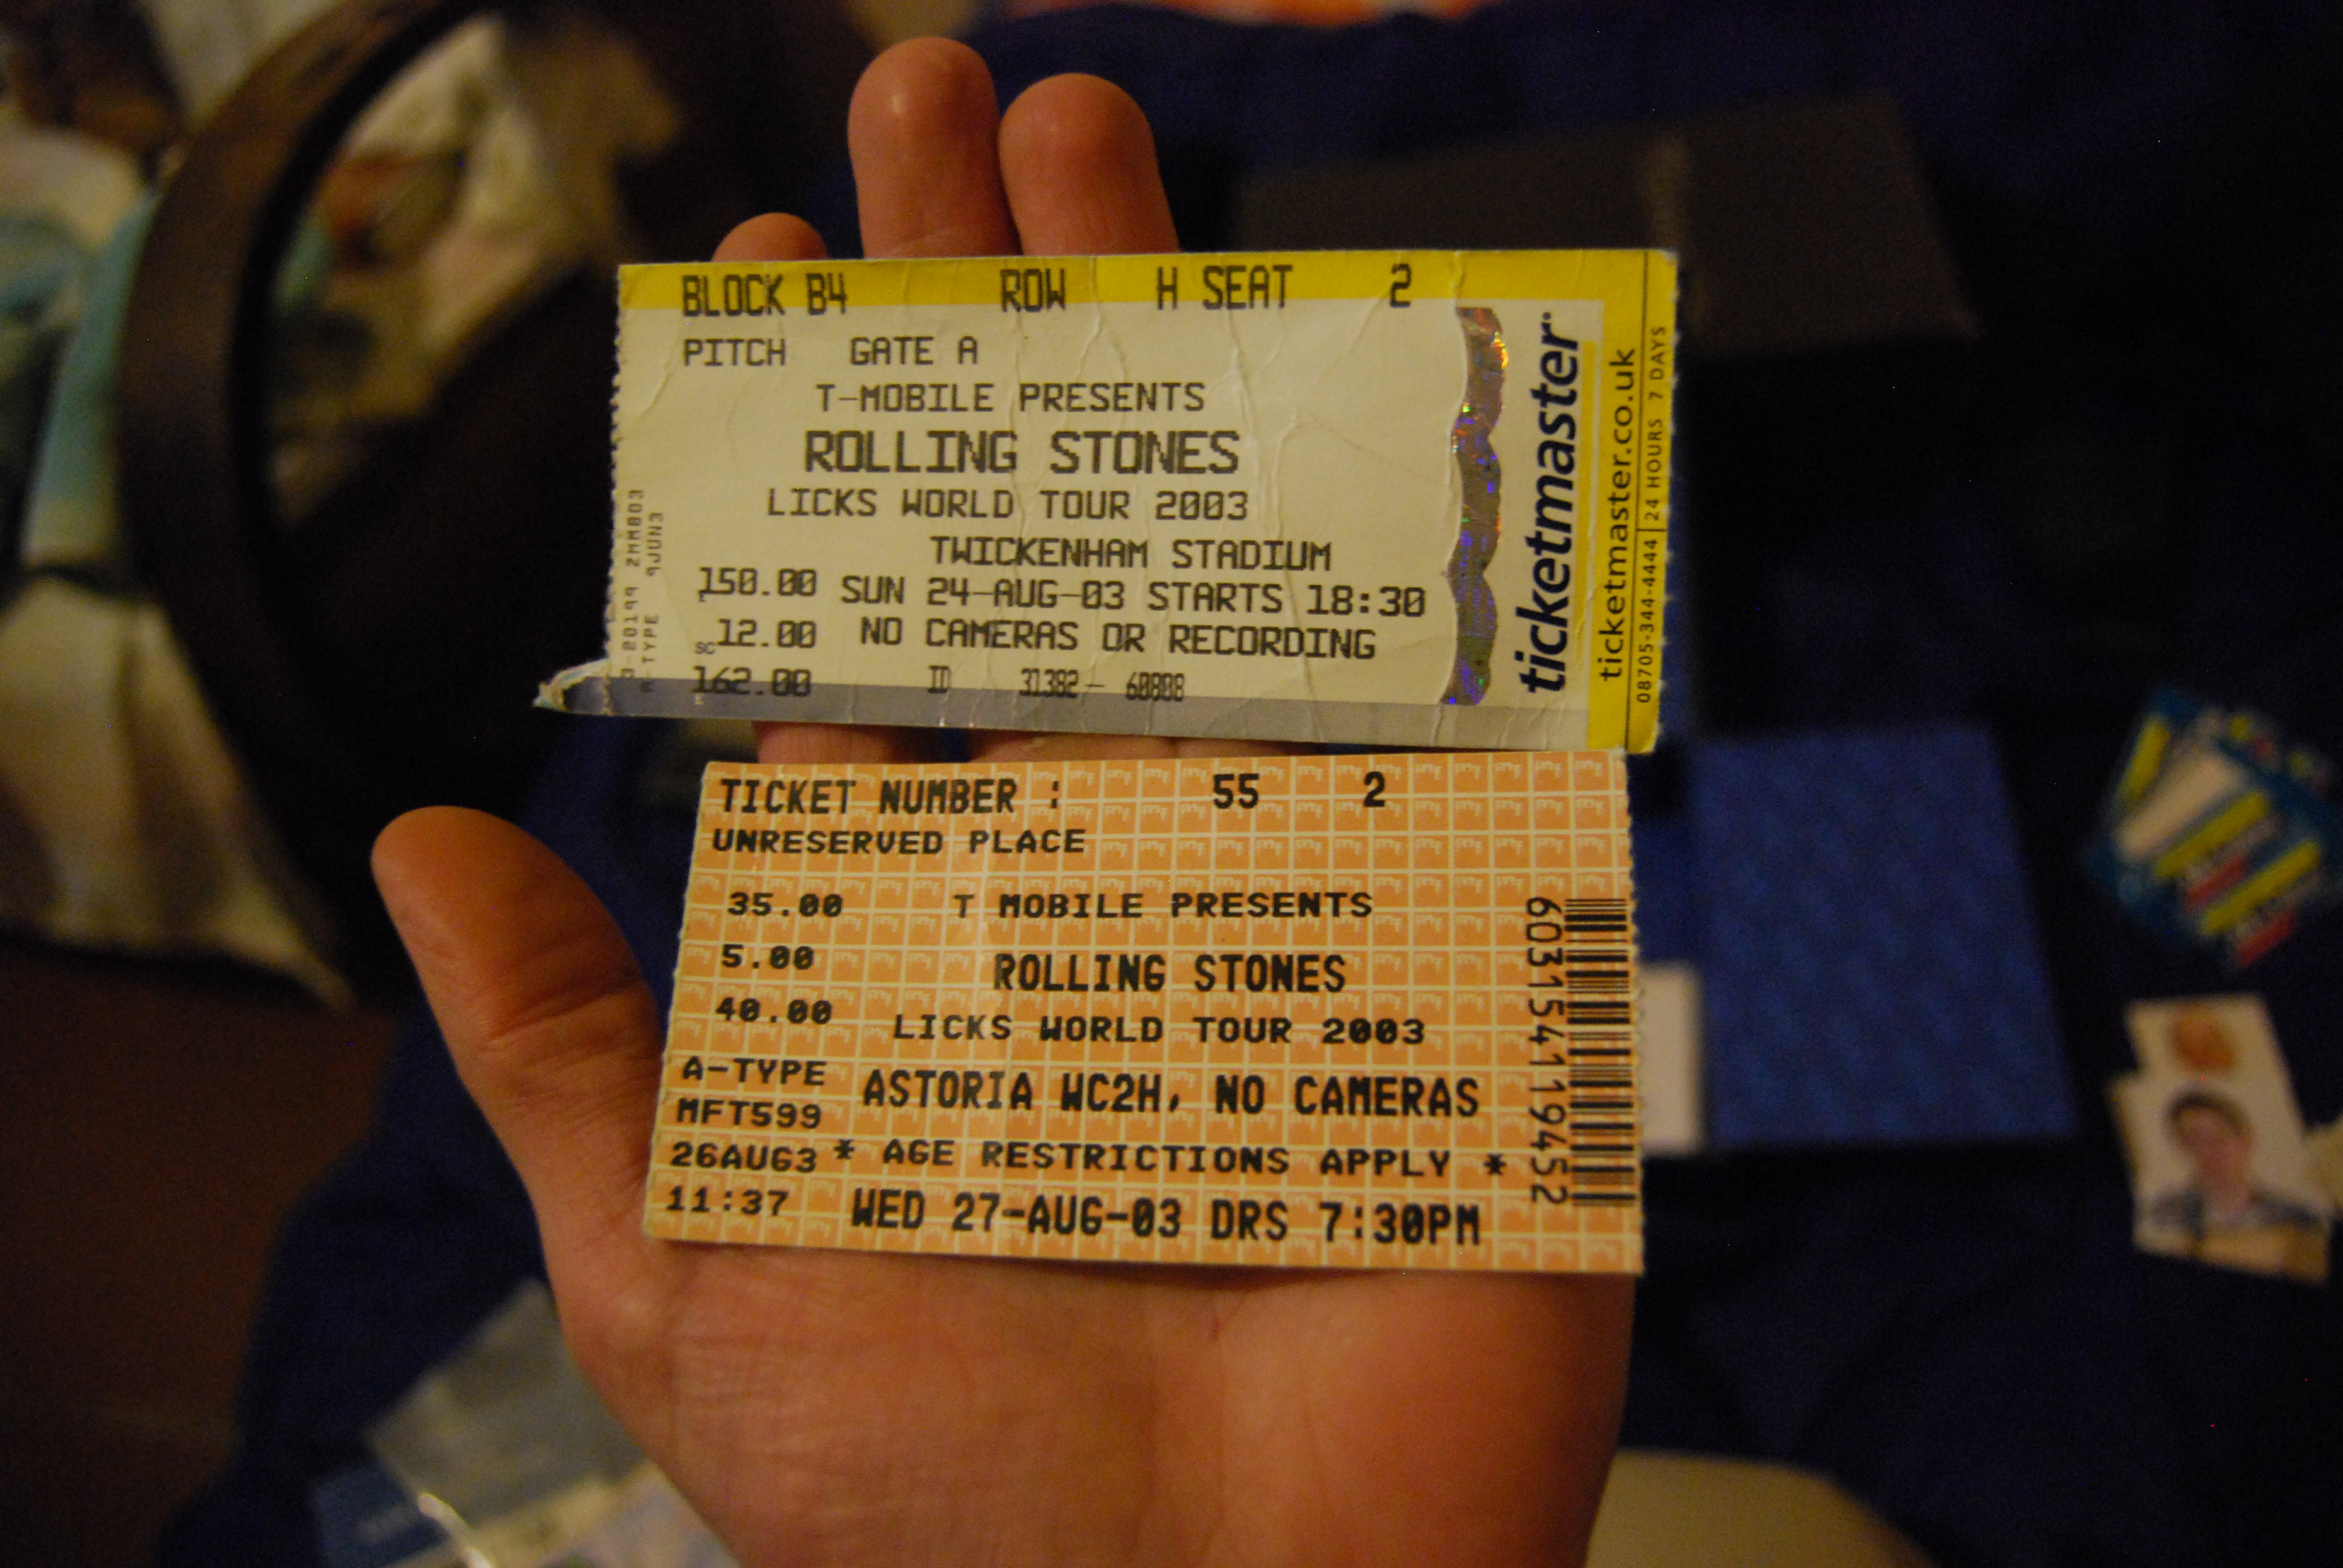 BLOCK B4 ROW H SEAT 2
PITCH GATE A
T-MOBILE PRESENTS
ROLLING STONES
LICKS WORLD TOUR 2003
TWICKENHAM STADIUM
150.00 SUN 24-AUG-03 STARTS 18:30
SC 12.00 NO CAMERAS OR RECORDING
162.00 ID 31382- 60808
A-TYPE 9JUN3
ticketmaster
ticketmaster.co.uk
08705-344-4444 24 HOURS 7 DAYS
TICKET NUMBER : 55 2
UNRESERVED PLACE
35.00 T MOBILE PRESENTS
5.00 ROLLING STONES
40.00 LICKS WORLD TOUR 2003
A-TYPE ASTORIA WC2H, NO CAMERAS
MFT599
26AUG3 * AGE RESTRICTIONS APPLY *
11:37 WED 27-AUG-03 DRS 7:30PM
603154119452